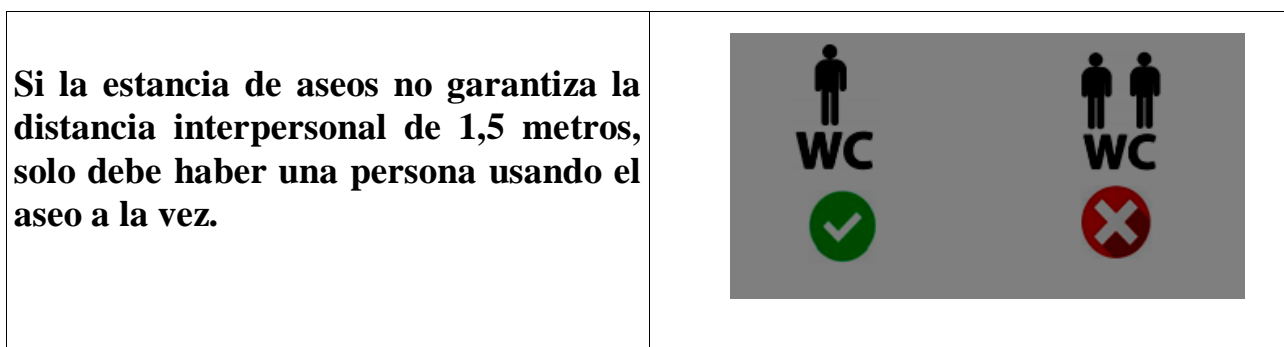 Si la estancia de aseos no garantiza la
distancia interpersonal de 1,5 metros,
solo debe haber una persona usando el
aseo a la vez.
WC WC